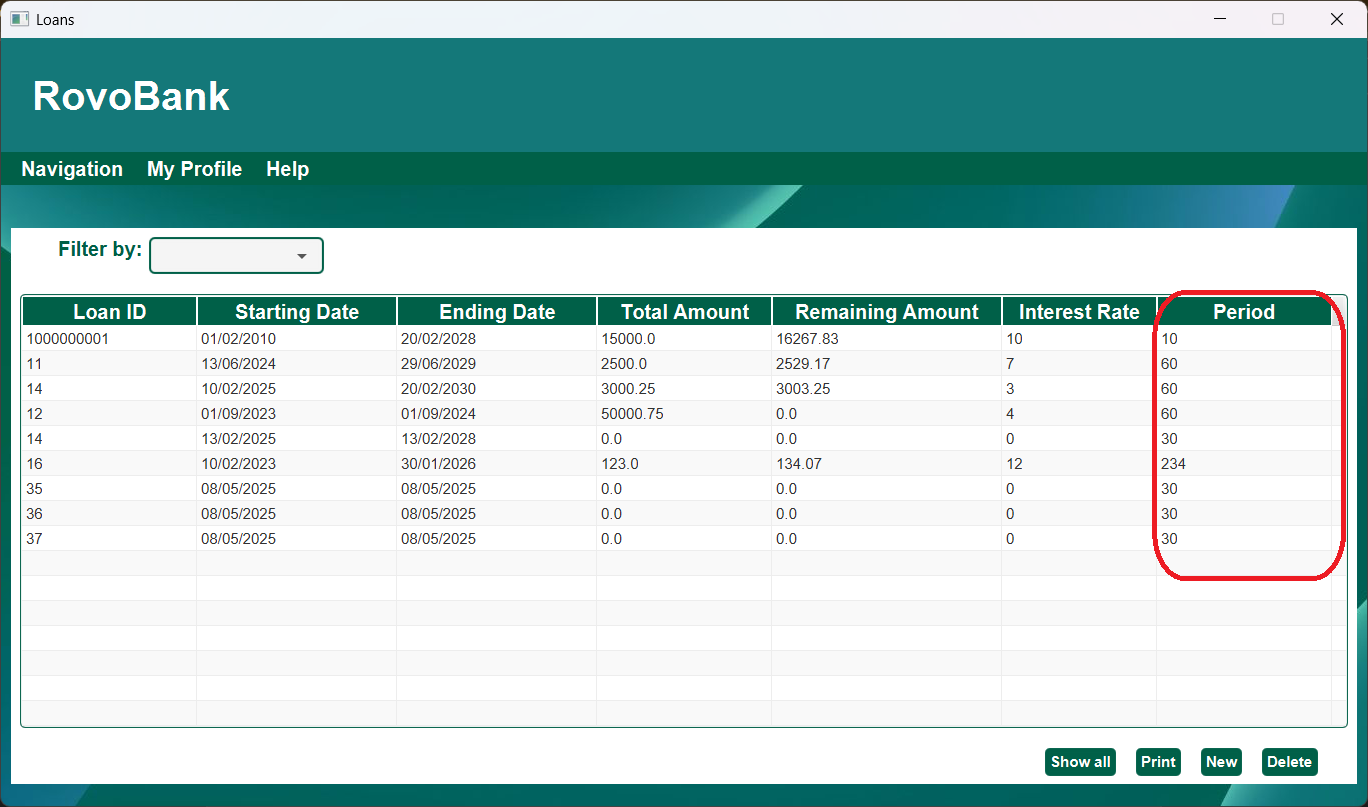 Loans
RovoBank
Navigation My Profile Help
Filter by:
Loan ID Starting Date Ending Date Total Amount Remaining Amount Interest Rate Period
1000000001 01/02/2010 20/02/2028 15000.0 16267.83 10 10
11 13/06/2024 29/06/2029 2500.0 2529.17 7 60
14 10/02/2025 20/02/2030 3000.25 3003.25 3 60
12 01/09/2023 01/09/2024 50000.75 0.0 4 60
14 13/02/2025 13/02/2028 0.0 0.0 0 30
16 10/02/2023 30/01/2026 123.0 134.07 12 234
35 08/05/2025 08/05/2025 0.0 0.0 0 30
36 08/05/2025 08/05/2025 0.0 0.0 0 30
37 08/05/2025 08/05/2025 0.0 0.0 0 30
Show all Print New Delete